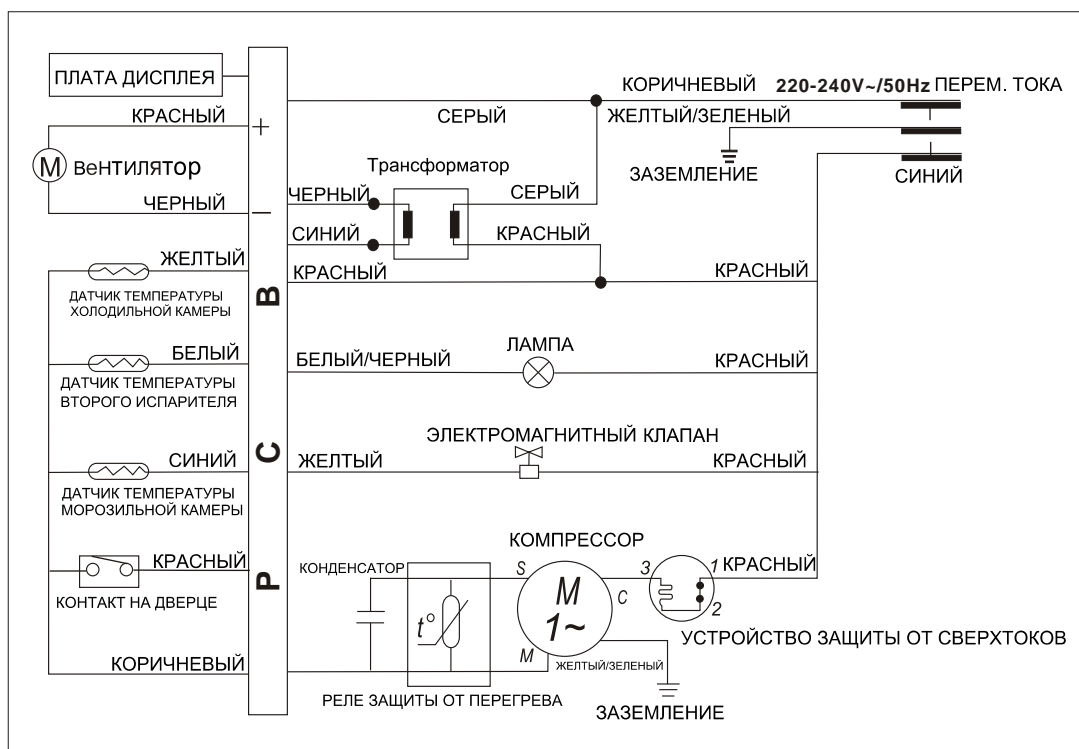 ПЛАТА ДИСПЛЕЯ
КОРИЧНЕВЫЙ 220-240V~/50Hz ПЕРЕМ. ТОКА
КРАСНЫЙ
+
СЕРЫЙ
ЖЕЛТЫЙ/ЗЕЛЕНЫЙ
M
ВеНТИЛЯТОр
Трансформатор
ЗАЗЕМЛЕНИЕ
СИНИЙ
ЧЕРНЫЙ
—
ЧЕРНЫЙ
СЕРЫЙ
СИНИЙ
КРАСНЫЙ
ЖЕЛТЫЙ
КРАСНЫЙ
КРАСНЫЙ
ДАТЧИК ТЕМПЕРАТУРЫ
ХОЛОДИЛЬНОЙ КАМЕРЫ
B
БЕЛЫЙ
БЕЛЫЙ/ЧЕРНЫЙ
ЛАМПА
КРАСНЫЙ
ДАТЧИК ТЕМПЕРАТУРЫ
ВТОРОГО ИСПАРИТЕЛЯ
ЭЛЕКТРОМАГНИТНЫЙ КЛАПАН
C
СИНИЙ
ЖЕЛТЫЙ
КРАСНЫЙ
ДАТЧИК ТЕМПЕРАТУРЫ
МОРОЗИЛЬНОЙ КАМЕРЫ
КОМПРЕССОР
КРАСНЫЙ
P
КОНДЕНСАТОР
S
3
1
КРАСНЫЙ
КОНТАКТ НА ДВЕРЦЕ
t°
M
1~
C
2
УСТРОЙСТВО ЗАЩИТЫ ОТ СВЕРХТОКОВ
КОРИЧНЕВЫЙ
M
ЖЕЛТЫЙ/ЗЕЛЕНЫЙ
РЕЛЕ ЗАЩИТЫ ОТ ПЕРЕГРЕВА
ЗАЗЕМЛЕНИЕ